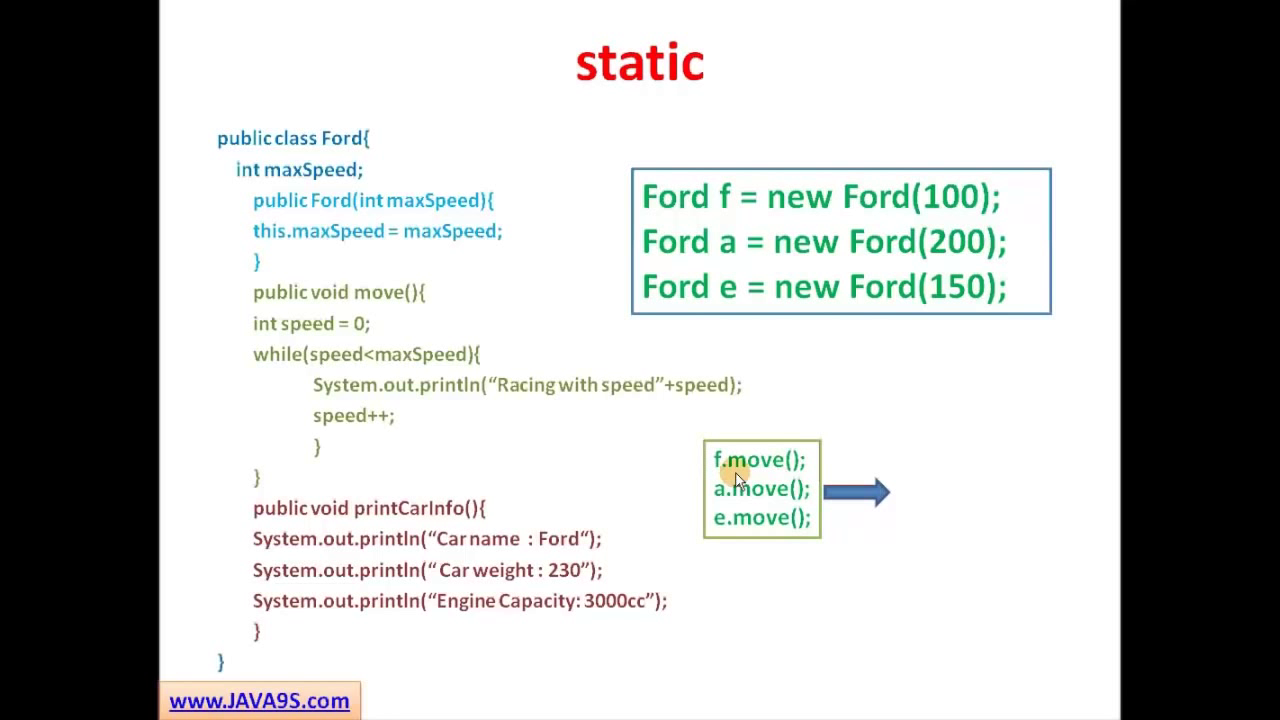 static
public class Ford{
int maxSpeed;
public Ford(int maxSpeed){
this.maxSpeed = maxSpeed;
}
public void move(){
int speed = 0;
while(speed<maxSpeed){
System.out.println(“Racing with speed”+speed);
speed++;
}
}
public void printCarInfo(){
System.out.println(“Car name : Ford“);
System.out.println(“ Car weight : 230”);
System.out.println(“Engine Capacity: 3000cc”);
}
}
Ford f = new Ford(100);
Ford a = new Ford(200);
Ford e = new Ford(150);
f.move();
a.move();
e.move();
www.JAVA9S.com